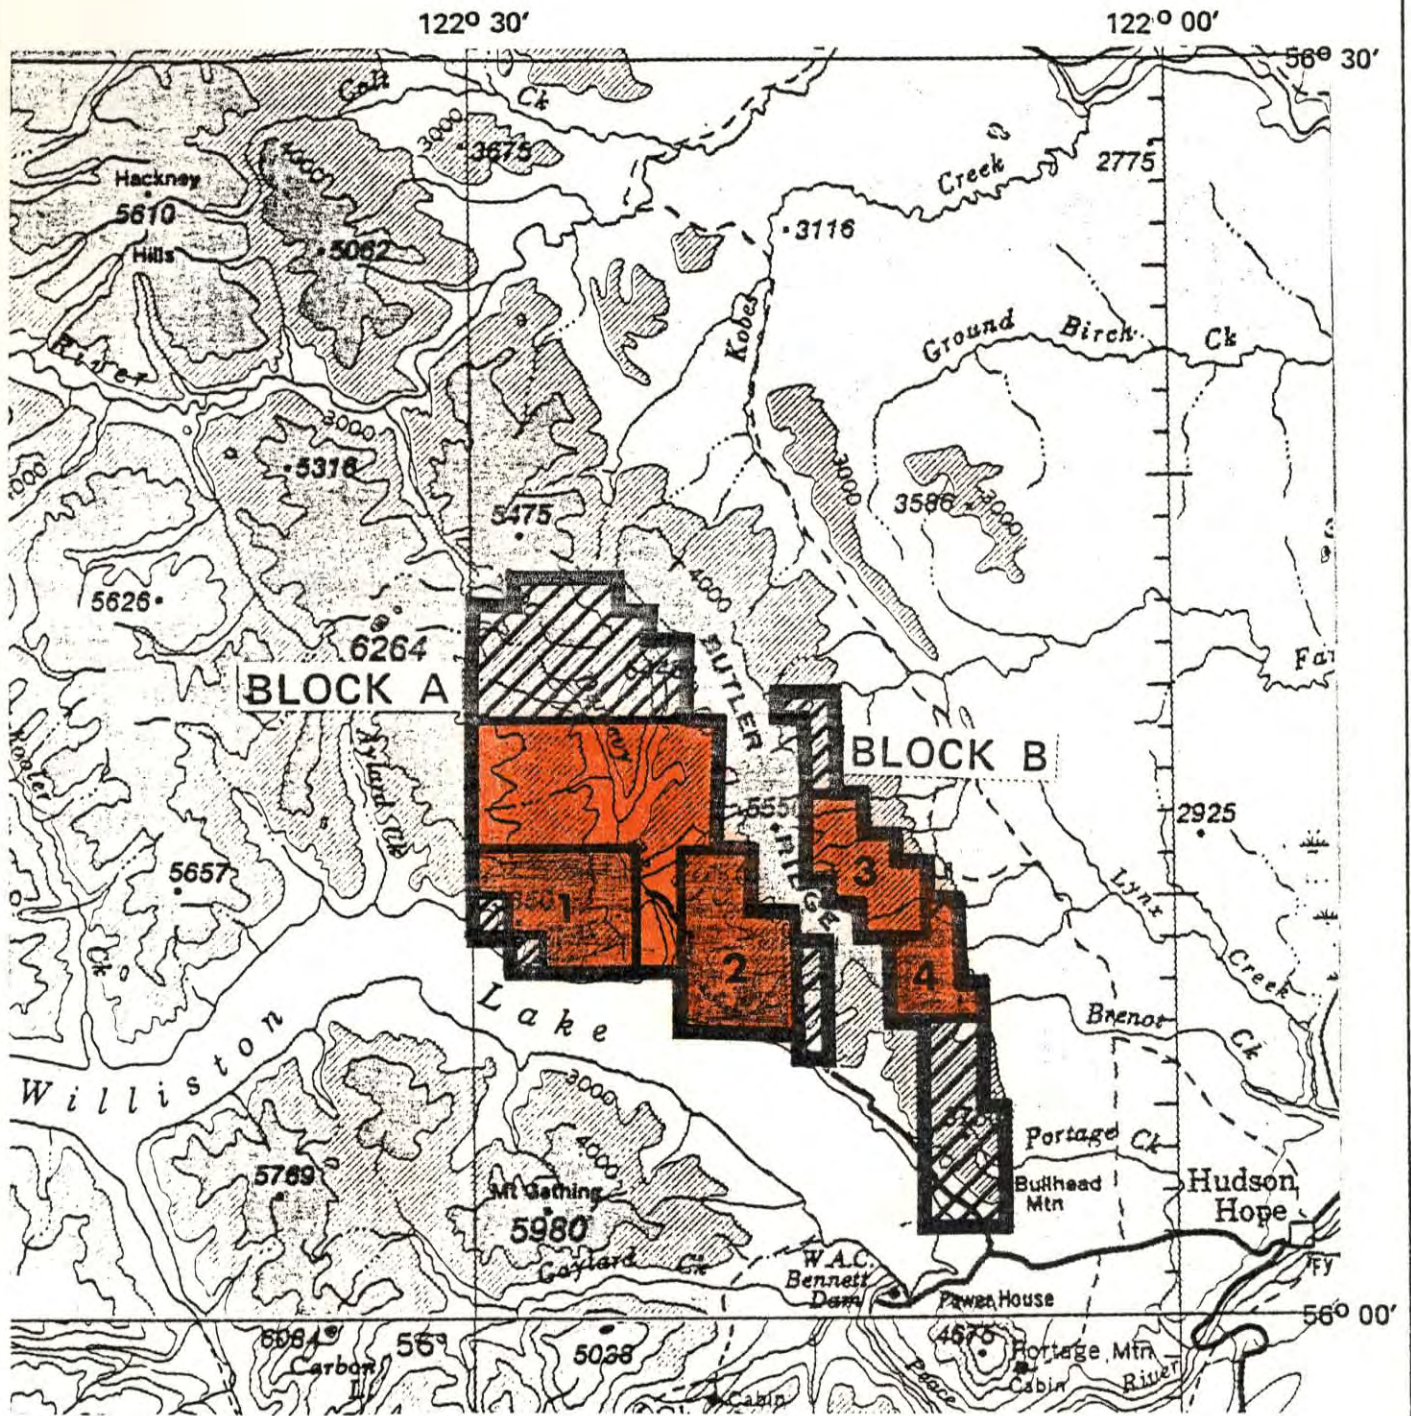 122° 30′
122° 00′
56° 30′
Colt
Ck
3000
3675
Creek
2775
Hackney
5610
Hills
5062
3116
Kobes
River
3000
5316
Ground
Birch
Ck
3000
3586
3000
5475
4000
5626
6264
BUTLER
BLOCK A
BLOCK B
Aylard
Ck
2925
RIDGE
5657
1
2
3
4
Lynx
Creek
Ck
Lake
Williston
Brenot
Ck
3000
4000
Portage Ck
5769
Mt Gething
5980
Bullhead
Mtn
Hudson
Hope
Gaylard Ck
W.A.C.
Bennett
Dam
Power House
Fy
56° 00′
56°
Carbon
L
5038
4675
Portage Mtn
Cabin
Peace
River
Cabin